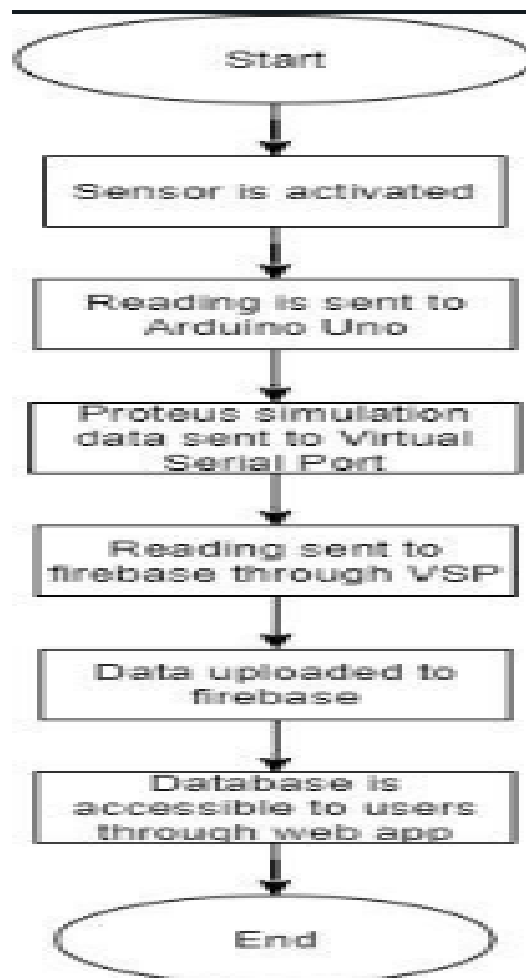 Start
Sensor is activated
Reading is sent to
Arduino Uno
Proteus simulation
data sent to Virtual
Serial Port
Reading sent to
firebase through VSP
Data uploaded to
firebase
Database is
accessible to users
through web app
End